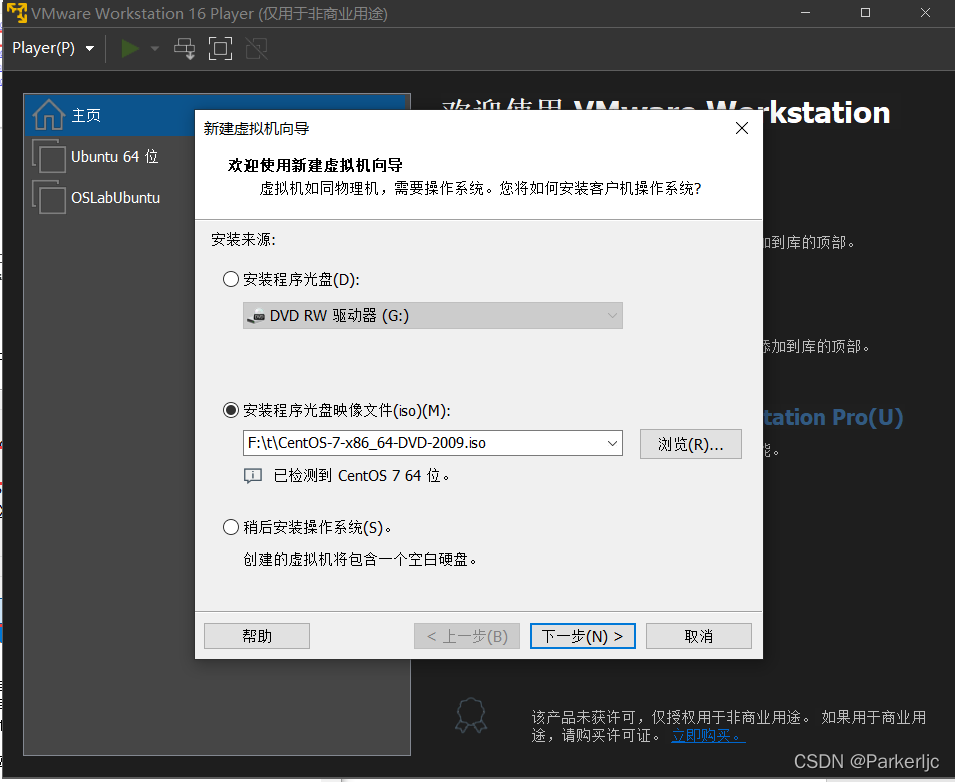 VMware Workstation 16 Player (仅用于非商业用途)
Player(P)
欢迎使用 VMware Workstation
主页
Ubuntu 64 位
OSLabUbuntu
新建虚拟机向导
欢迎使用新建虚拟机向导
虚拟机如同物理机，需要操作系统。您将如何安装客户机操作系统?
安装来源:
加到库的顶部。
安装程序光盘(D):
DVD RW 驱动器 (G:)
添加到库的顶部。
安装程序光盘映像文件(iso)(M):
station Pro(U)
F:\t\CentOS-7-x86_64-DVD-2009.iso
浏览(R)...
能。
已检测到 CentOS 7 64 位。
稍后安装操作系统(S)。
创建的虚拟机将包含一个空白硬盘。
帮助
< 上一步(B)
下一步(N) >
取消
该产品未获许可，仅授权用于非商业用途。 如果用于商业用
途，请购买许可证。 立即购买。
CSDN @Parkerljc